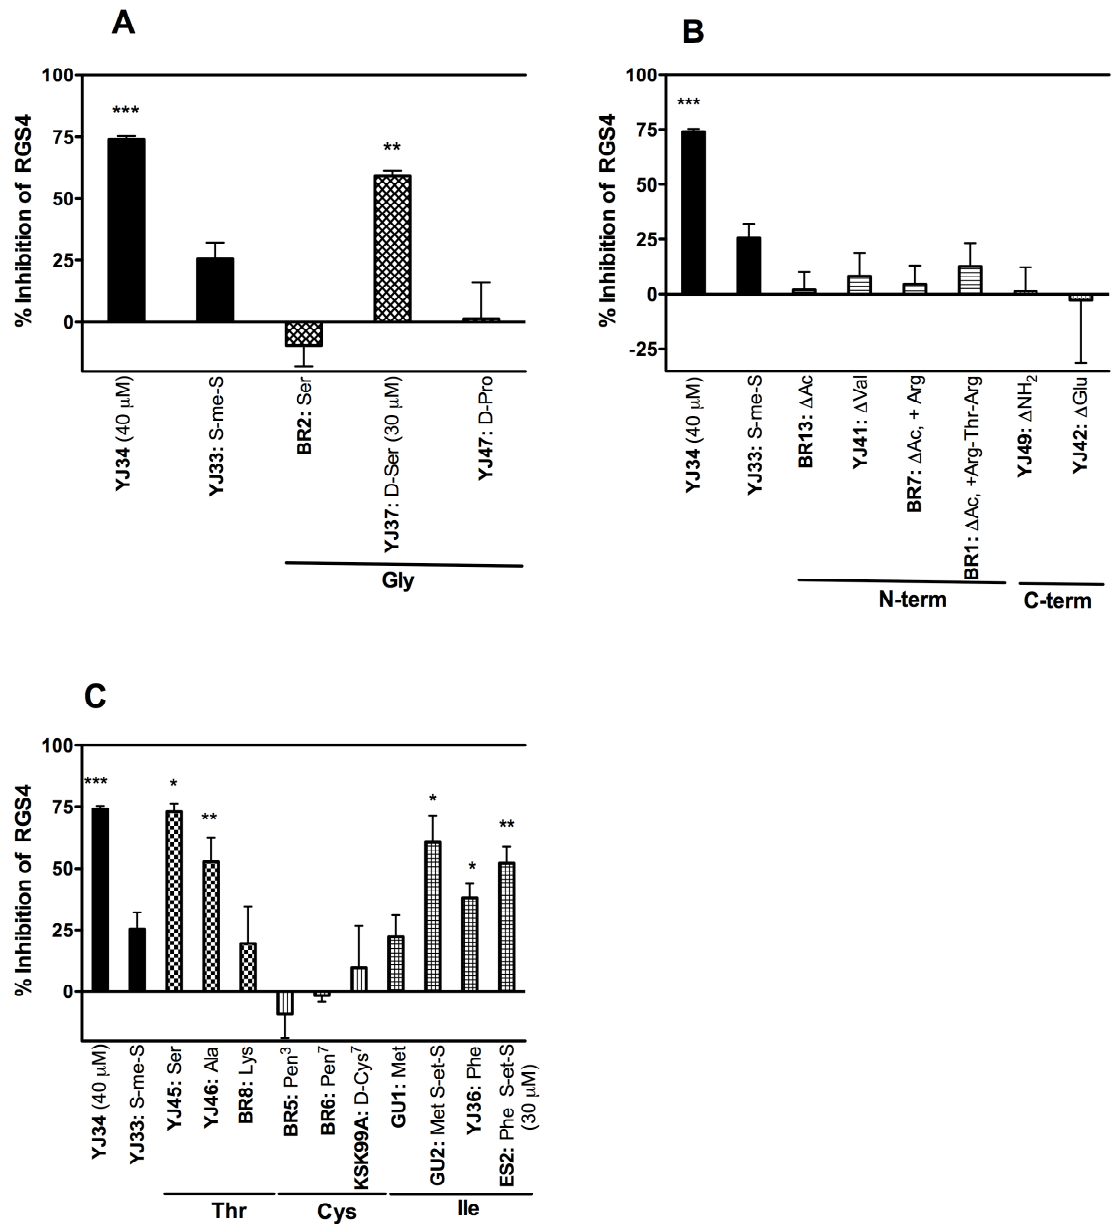 A
% Inhibition of RGS4
100
75
50
25
0
***
**
YJ34 (40 µM)
YJ33: S-me-S
BR2: Ser
YJ37: D-Ser (30 µM)
YJ47: D-Pro
Gly
B
% Inhibition of RGS4
100
75
50
25
0
-25
***
YJ34 (40 µM)
YJ33: S-me-S
BR13: ΔAc
YJ41: ΔVal
BR7: ΔAc, + Arg
BR1: ΔAc, +Arg-Thr-Arg
YJ49: ΔNH2
YJ42: ΔGlu
N-term
C-term
C
% Inhibition of RGS4
100
75
50
25
0
***
*
**
*
*
**
YJ34 (40 µM)
YJ33: S-me-S
YJ45: Ser
YJ46: Ala
BR8: Lys
BR5: Pen3
BR6: Pen7
KSK99A: D-Cys7
GU1: Met
GU2: Met S-et-S
YJ36: Phe
ES2: Phe S-et-S
(30 µM)
Thr
Cys
Ile